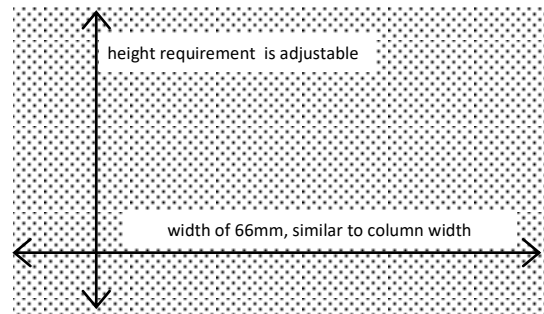 height requirement  is adjustable
width of 66mm, similar to column width